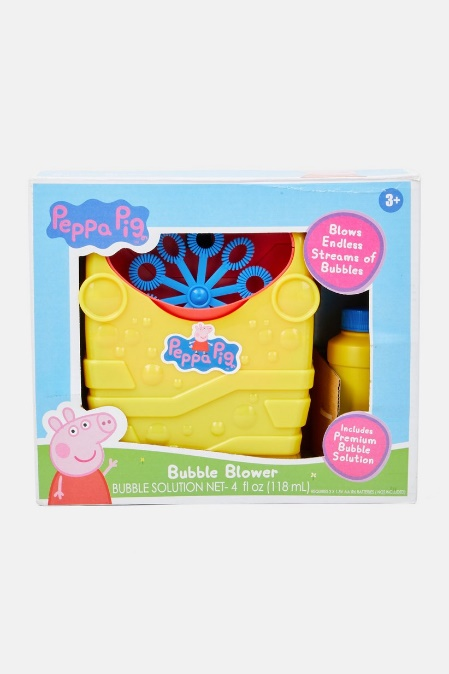 Peppa Pig
3+
Blows
Endless
Streams of
Bubbles
Peppa Pig
Includes
Premium
Bubble
Solution
Bubble Blower
BUBBLE SOLUTION NET- 4 fl oz (118 mL)